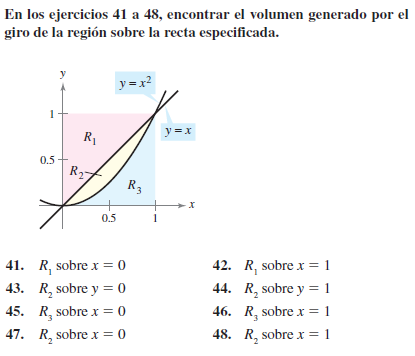 En los ejercicios 41 a 48, encontrar el volumen generado por el
giro de la región sobre la recta especificada.
y
y = x²
1
R₁
y = x
0.5
R₂
R₃
x
0.5
1
41. R₁ sobre x = 0
42. R₁ sobre x = 1
43. R₂ sobre y = 0
44. R₂ sobre y = 1
45. R₃ sobre x = 0
46. R₃ sobre x = 1
47. R₂ sobre x = 0
48. R₂ sobre x = 1